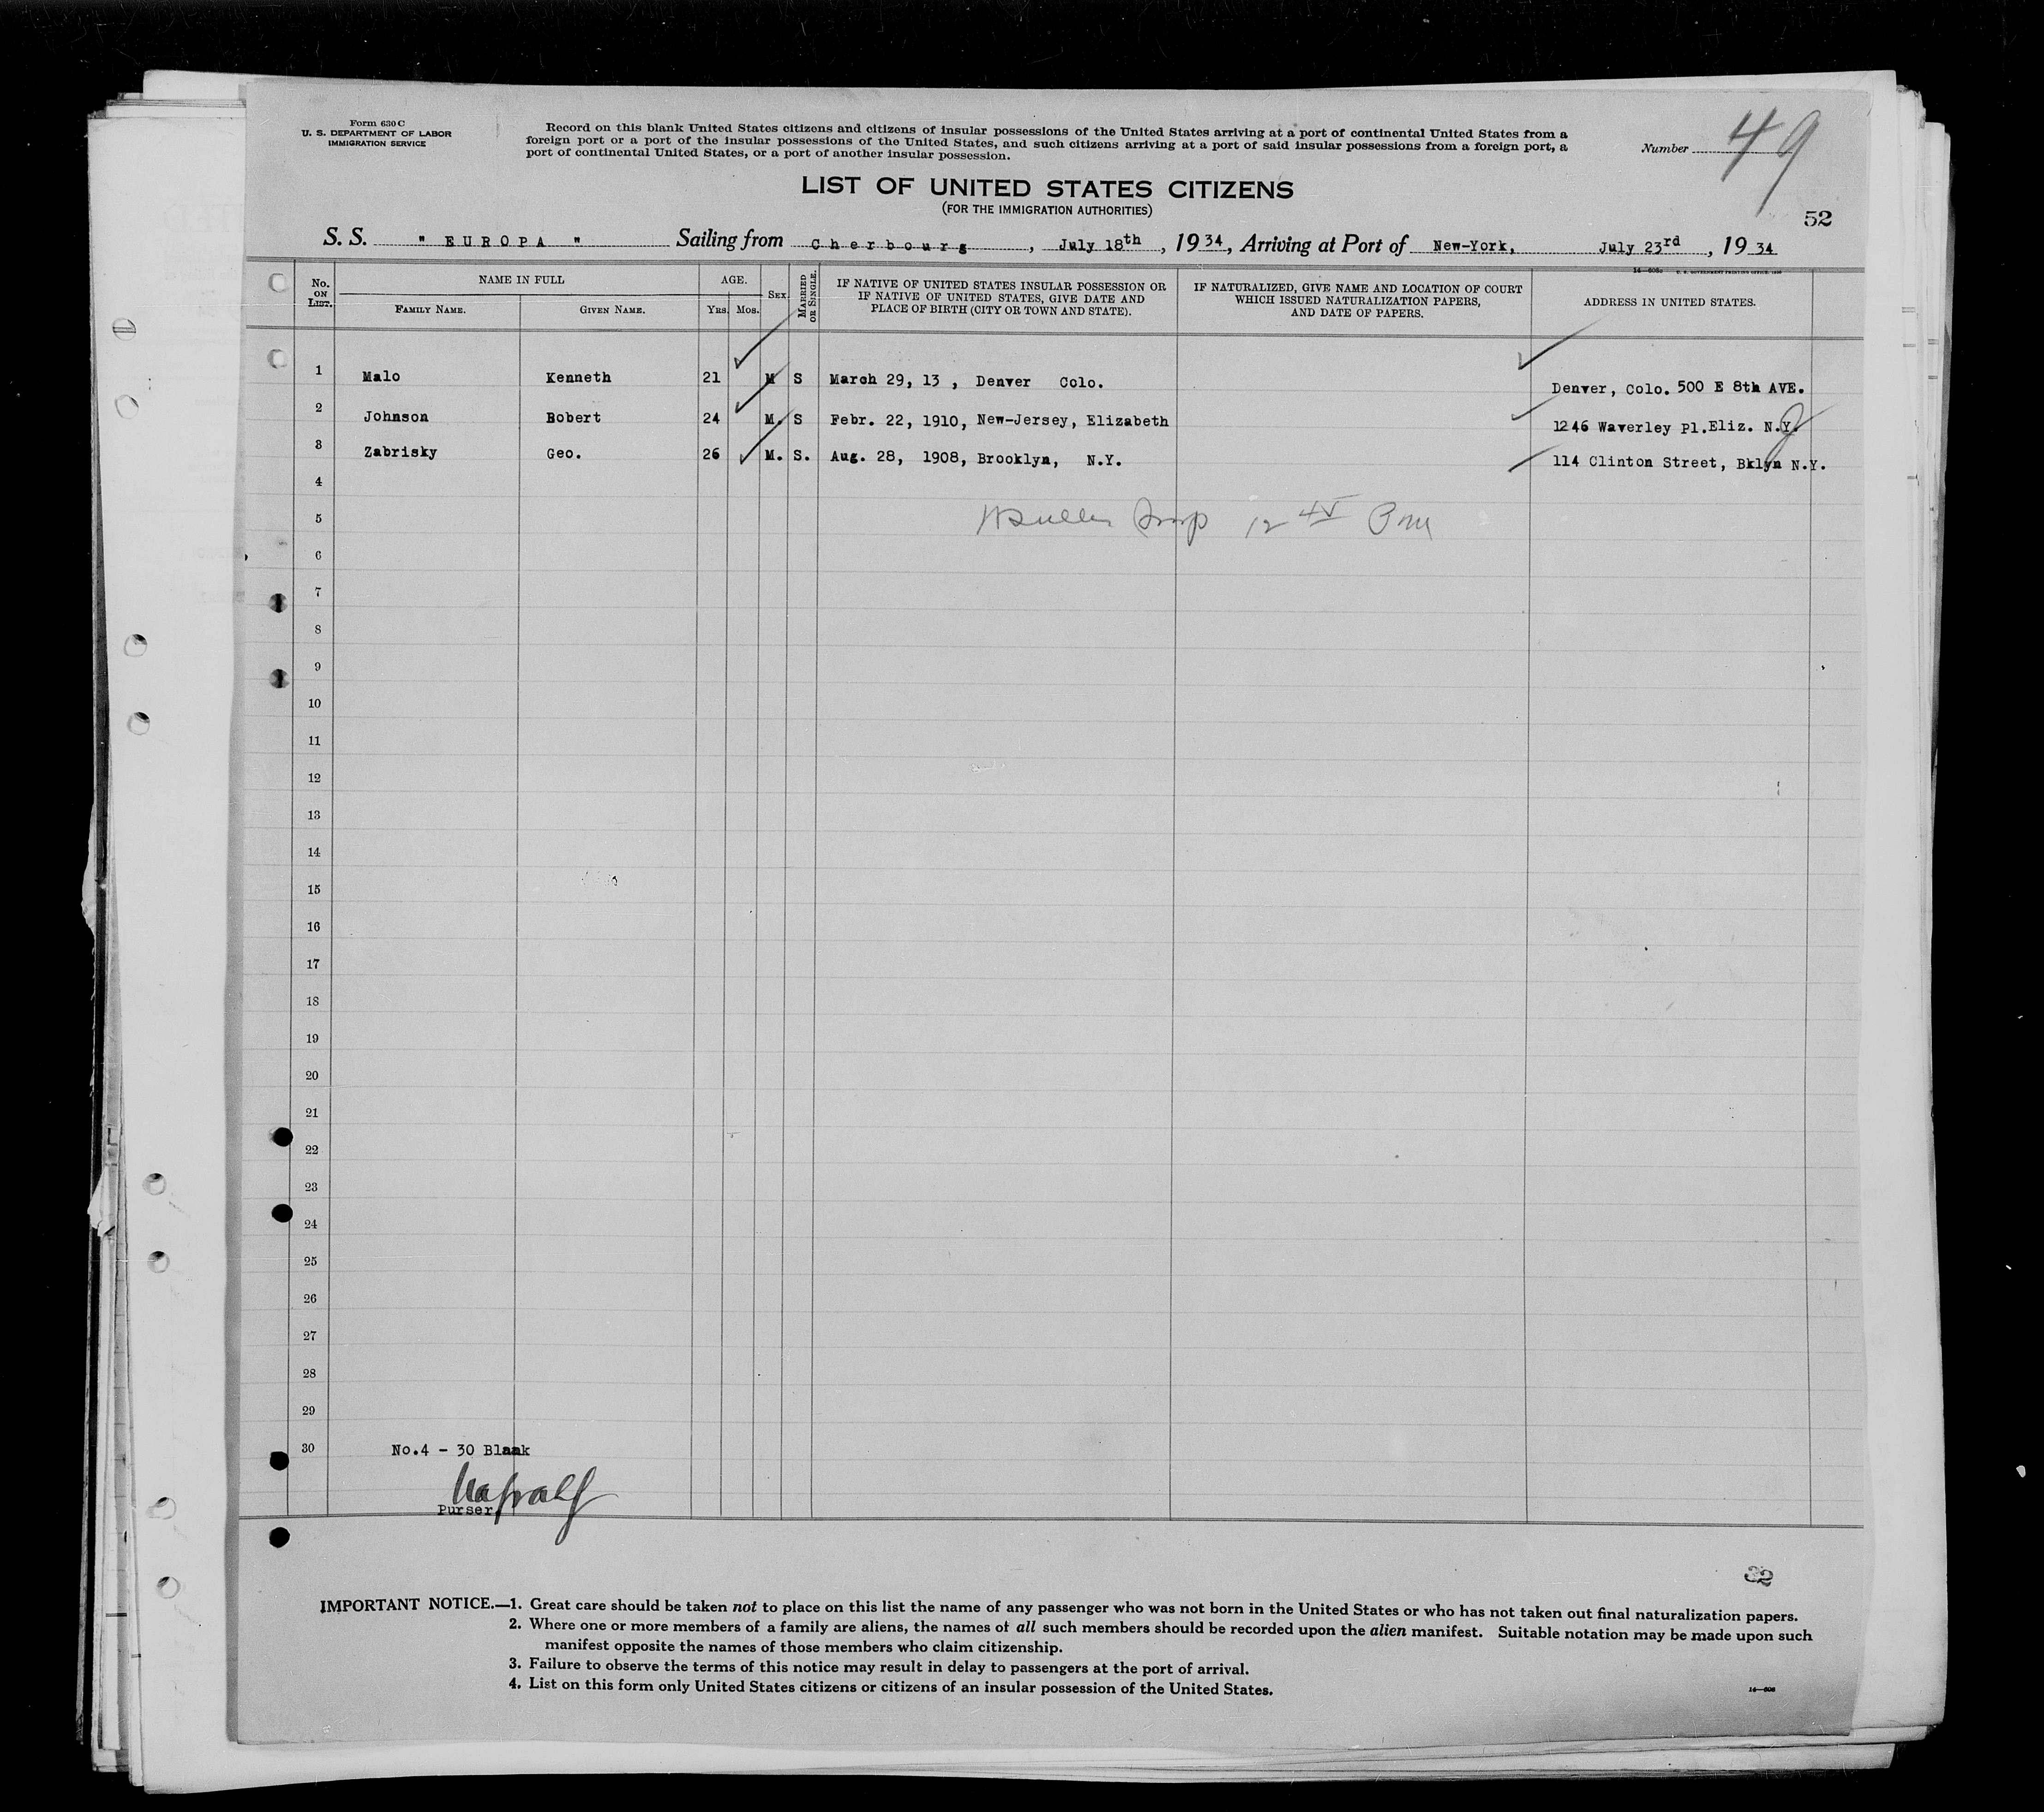 Form 630 C
U. S. DEPARTMENT OF LABOR
IMMIGRATION SERVICE
Record on this blank United States citizens and citizens of insular possessions of the United States arriving at a port of continental United States from a
foreign port or a port of the insular possessions of the United States, and such citizens arriving at a port of said insular possessions from a foreign port, a
port of continental United States, or a port of another insular possession.
Number 49
LIST OF UNITED STATES CITIZENS
(FOR THE IMMIGRATION AUTHORITIES)
52
S. S. " EUROPA " Sailing from Cherbourg, July 18th, 1934, Arriving at Port of New-York, July 23rd, 1934
No. ON LIST.
NAME IN FULL
FAMILY NAME.
GIVEN NAME.
AGE.
YRS. MOS.
SEX.
MARRIED OR SINGLE.
IF NATIVE OF UNITED STATES INSULAR POSSESSION OR
IF NATIVE OF UNITED STATES, GIVE DATE AND
PLACE OF BIRTH (CITY OR TOWN AND STATE).
IF NATURALIZED, GIVE NAME AND LOCATION OF COURT
WHICH ISSUED NATURALIZATION PAPERS,
AND DATE OF PAPERS.
ADDRESS IN UNITED STATES.
1 Malo Kenneth 21 M S March 29, 13 , Denver Colo. Denver, Colo. 500 E 8th AVE.
2 Johnson Robert 24 M. S Febr. 22, 1910, New-Jersey, Elizabeth 1246 Waverley Pl.Eliz. N.Y. J
3 Zabrisky Geo. 26 M. S. Aug. 28, 1908, Brooklyn, N.Y. 114 Clinton Street, Bklyn N.Y.
4
5 Insp 12 45 Pm
6
7
8
9
10
11
12
13
14
15
16
17
18
19
20
21
22
23
24
25
26
27
28
29
30 No.4 - 30 Blank
Purser
32
IMPORTANT NOTICE.—1. Great care should be taken not to place on this list the name of any passenger who was not born in the United States or who has not taken out final naturalization papers.
2. Where one or more members of a family are aliens, the names of all such members should be recorded upon the alien manifest. Suitable notation may be made upon such
manifest opposite the names of those members who claim citizenship.
3. Failure to observe the terms of this notice may result in delay to passengers at the port of arrival.
4. List on this form only United States citizens or citizens of an insular possession of the United States.
14—608